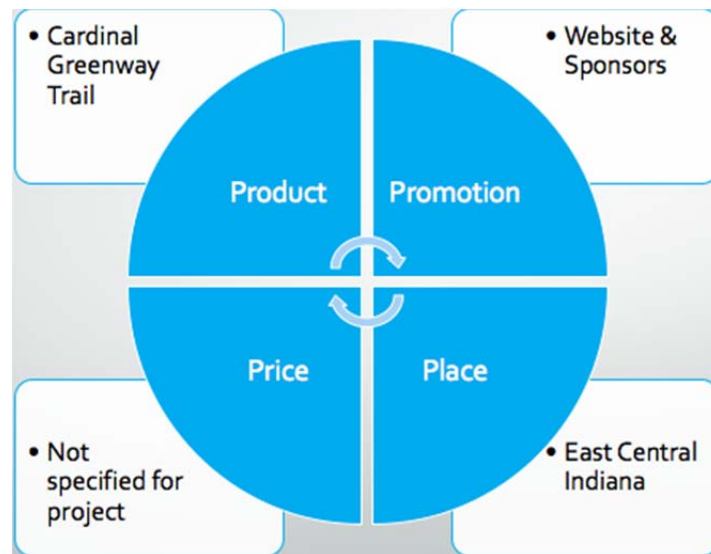 • Cardinal
Greenway
Trail
• Website &
Sponsors
Product
Promotion
Price
Place
• Not
specified for
project
• East Central
Indiana